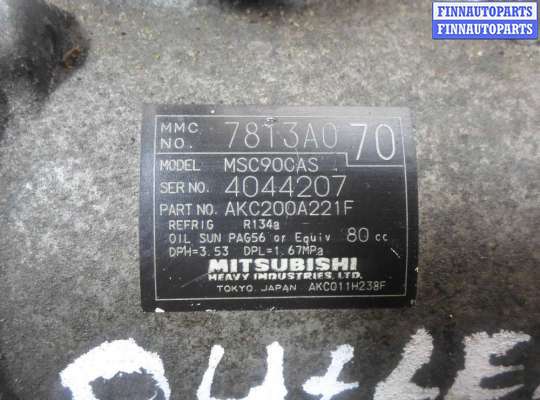 FINNAUTOPARTS
FINNAUTOPARTS
MMC NO. 7813A0 70
MODEL MSC90CAS
SER NO. 4044207
PART NO. AKC200A221F
REFRIG R134a
OIL SUN PAG56 or Equiv 80 cc
DPH=3.53 DPL=1.67MPa
MITSUBISHI
HEAVY INDUSTRIES, LTD.
TOKYO, JAPAN AKC011H238F